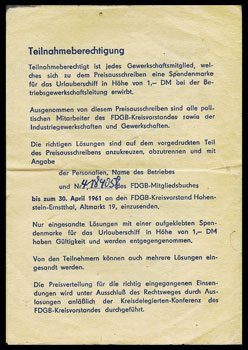 Teilnahmeberechtigung
Teilnahmeberechtigt ist jedes Gewerkschaftsmitglied, wel-
ches sich zu dem Preisausschreiben eine Spendenmarke
für das Urlauberschiff in Höhe von 1,— DM bei der
Betriebsgewerkschaftsleitung erwirbt.
Ausgenommen von diesem Preisausschreiben sind alle poli-
tischen Mitarbeiter des FDGB-Kreisvorstandes sowie der
Industriegewerkschaften und Gewerkschaften.
Die richtigen Lösungen sind auf dem vorgedruckten Teil
des Preisausschreibens anzukreuzen, abzutrennen und mit
Angabe
der Personalien, Name des Betriebes
und Nr. des FDGB-Mitgliedsbuches
bis zum 30. April 1961 an den FDGB-Kreisvorstand Hohen-
stein-Ernstthal, Altmarkt 19, einzusenden.
Nur eingesandte Lösungen mit einer aufgeklebten Spenden-
marke für das Urlauberschiff in Höhe von 1,— DM
haben Gültigkeit und werden entgegengenommen.
Von den Teilnehmern können auch mehrere Lösungen ein-
gesandt werden.
Die Preisverteilung für die richtig eingegangenen Einsen-
dungen wird unter Ausschluß des Rechtsweges durch Aus-
losungen anläßlich der Kreisdelegierten-Konferenz des
FDGB-Kreisvorstandes durchgeführt.